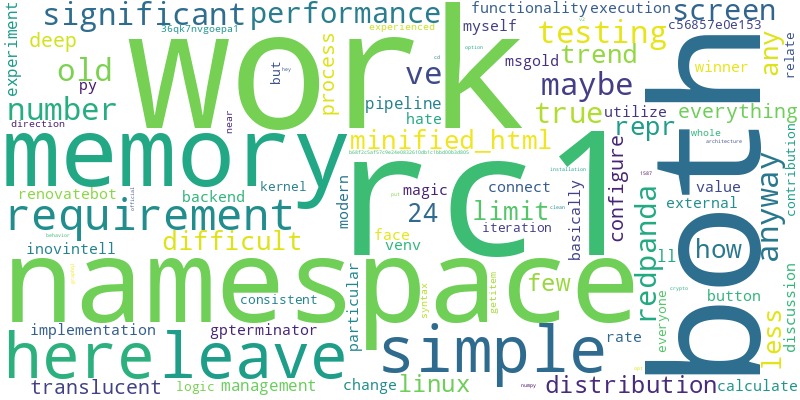 experiment
significant
performance
functionality
execution
screen
36qk7nvgoepa1
experienced
myself
c56857e0e153
deep
work
process
but
ve
msgold
testing
trend
any
relate
old
py
cd
hey
option
maybe
winner
number
pipeline
hate
true
utilize
everything
direction
near
memory
minified_html
repr
both
whole
architecture
rc1
renovatebot
backend
kernel
official
modern
magic
connect
installation
1587
value
contribution
requirement
24
limit
configure
external
put
clean
iteration
basically
redpanda
how
anyway
difficult
face
venv
inovintell
behavior
namespace
few
ll
crypto
consistent
syntax
getitem
button
discussion
implementation
gpterminator
particular
everyone
less
here
leave
simple
rate
translucent
logic
management
change
linux
numpy
distribution
calculate